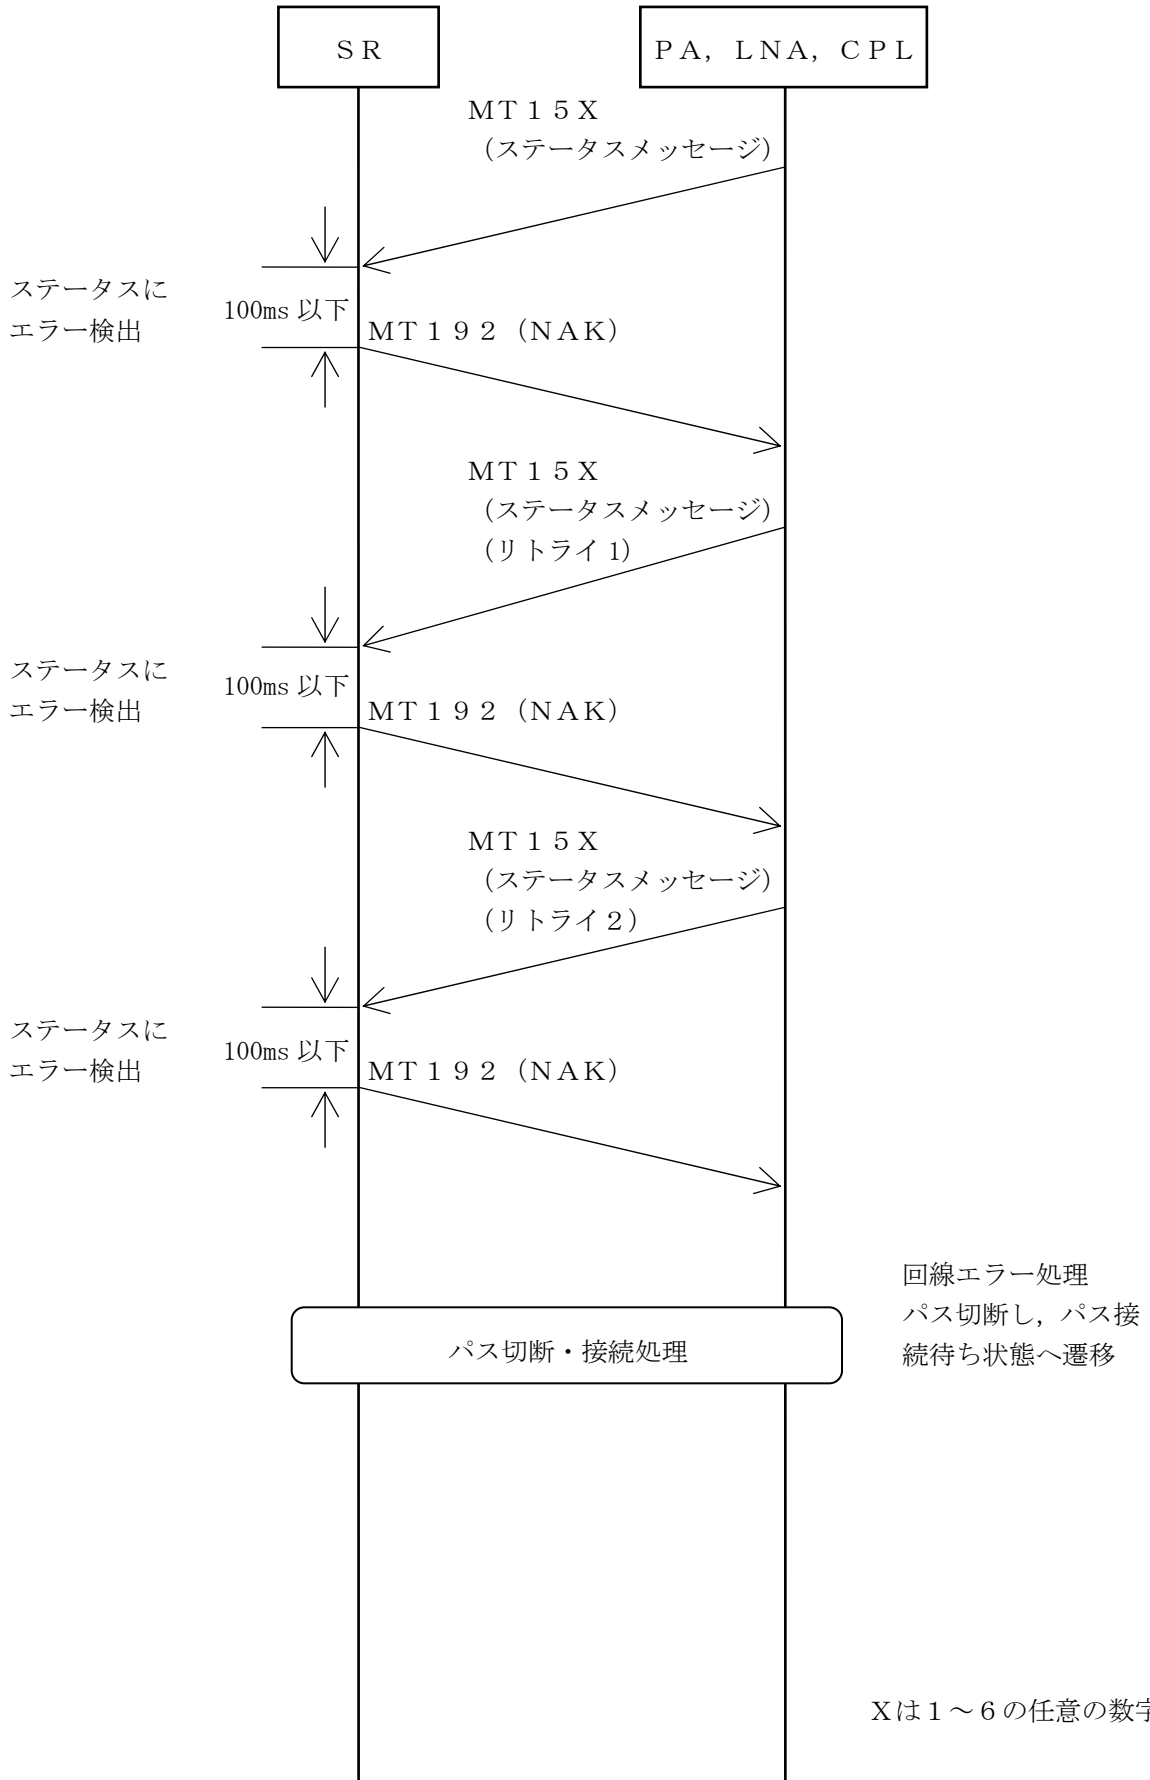 ＳＲ
ＰＡ，ＬＮＡ，ＣＰＬ
ＭＴ１５Ｘ
（ステータスメッセージ）
ステータスに
エラー検出
100ms 以下
ＭＴ１９２（ＮＡＫ）
ＭＴ１５Ｘ
（ステータスメッセージ）
（リトライ 1）
ステータスに
エラー検出
100ms 以下
ＭＴ１９２（ＮＡＫ）
ＭＴ１５Ｘ
（ステータスメッセージ）
（リトライ２）
ステータスに
エラー検出
100ms 以下
ＭＴ１９２（ＮＡＫ）
回線エラー処理
パス切断し，パス接
続待ち状態へ遷移
パス切断・接続処理
Ｘは１～６の任意の数字